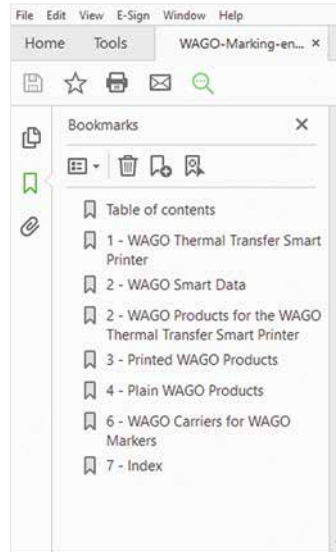 File Edit View E-Sign Window Help
Home Tools WAGO-Marking-en... ×
Bookmarks ×
Table of contents
1 - WAGO Thermal Transfer Smart
Printer
2 - WAGO Smart Data
2 - WAGO Products for the WAGO
Thermal Transfer Smart Printer
3 - Printed WAGO Products
4 - Plain WAGO Products
6 - WAGO Carriers for WAGO
Markers
7 - Index